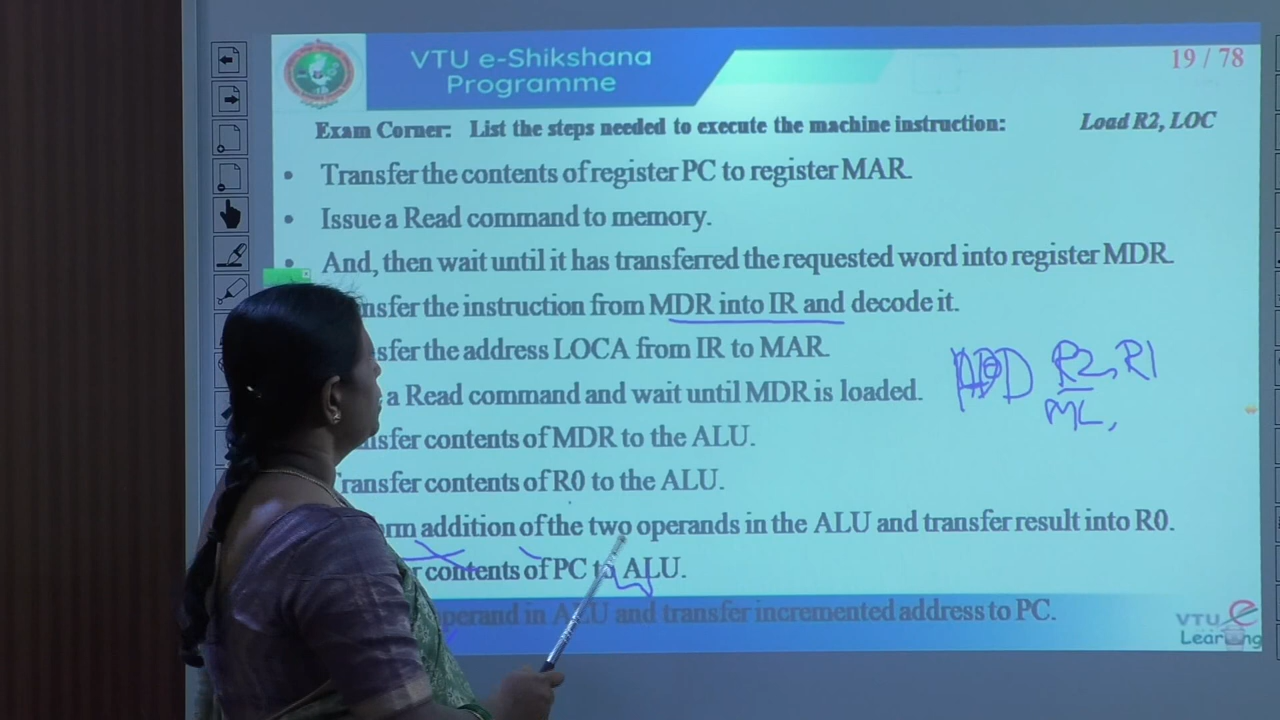 VTU e-Shikshana
Programme
19 / 78
Exam Corner: List the steps needed to execute the machine instruction: Load R2, LOC
• Transfer the contents of register PC to register MAR.
• Issue a Read command to memory.
• And, then wait until it has transferred the requested word into register MDR.
nsfer the instruction from MDR into IR and decode it.
sfer the address LOCA from IR to MAR.
a Read command and wait until MDR is loaded.
nsfer contents of MDR to the ALU.
Transfer contents of R0 to the ALU.
rm addition of the two operands in the ALU and transfer result into R0.
r contents of PC to ALU.
operand in ALU and transfer incremented address to PC.
ADD R2, R1
VTU e
Learning